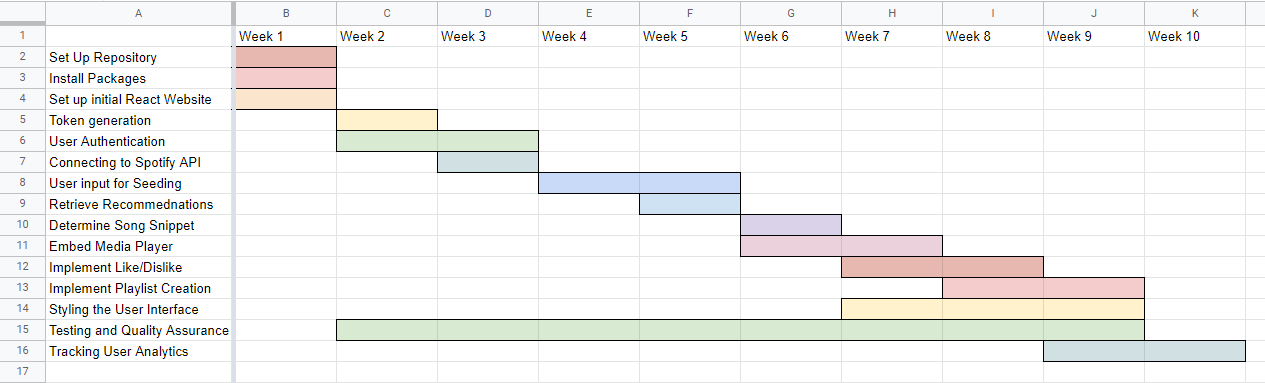 A B C D E F G H I J K
1 Week 1 Week 2 Week 3 Week 4 Week 5 Week 6 Week 7 Week 8 Week 9 Week 10
2 Set Up Repository
3 Install Packages
4 Set up initial React Website
5 Token generation
6 User Authentication
7 Connecting to Spotify API
8 User input for Seeding
9 Retrieve Recommednations
10 Determine Song Snippet
11 Embed Media Player
12 Implement Like/Dislike
13 Implement Playlist Creation
14 Styling the User Interface
15 Testing and Quality Assurance
16 Tracking User Analytics
17